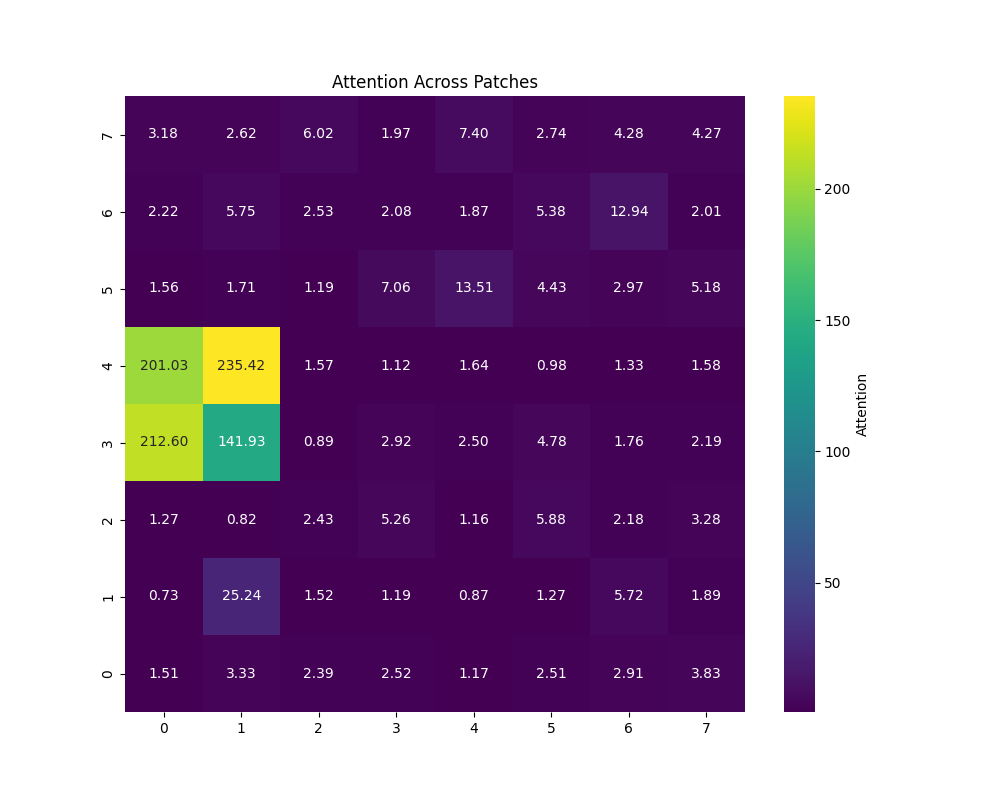 Attention Across Patches
7 3.18 2.62 6.02 1.97 7.40 2.74 4.28 4.27
6 2.22 5.75 2.53 2.08 1.87 5.38 12.94 2.01
5 1.56 1.71 1.19 7.06 13.51 4.43 2.97 5.18
4 201.03 235.42 1.57 1.12 1.64 0.98 1.33 1.58
3 212.60 141.93 0.89 2.92 2.50 4.78 1.76 2.19
2 1.27 0.82 2.43 5.26 1.16 5.88 2.18 3.28
1 0.73 25.24 1.52 1.19 0.87 1.27 5.72 1.89
0 1.51 3.33 2.39 2.52 1.17 2.51 2.91 3.83
0 1 2 3 4 5 6 7
200
150
100
50
Attention